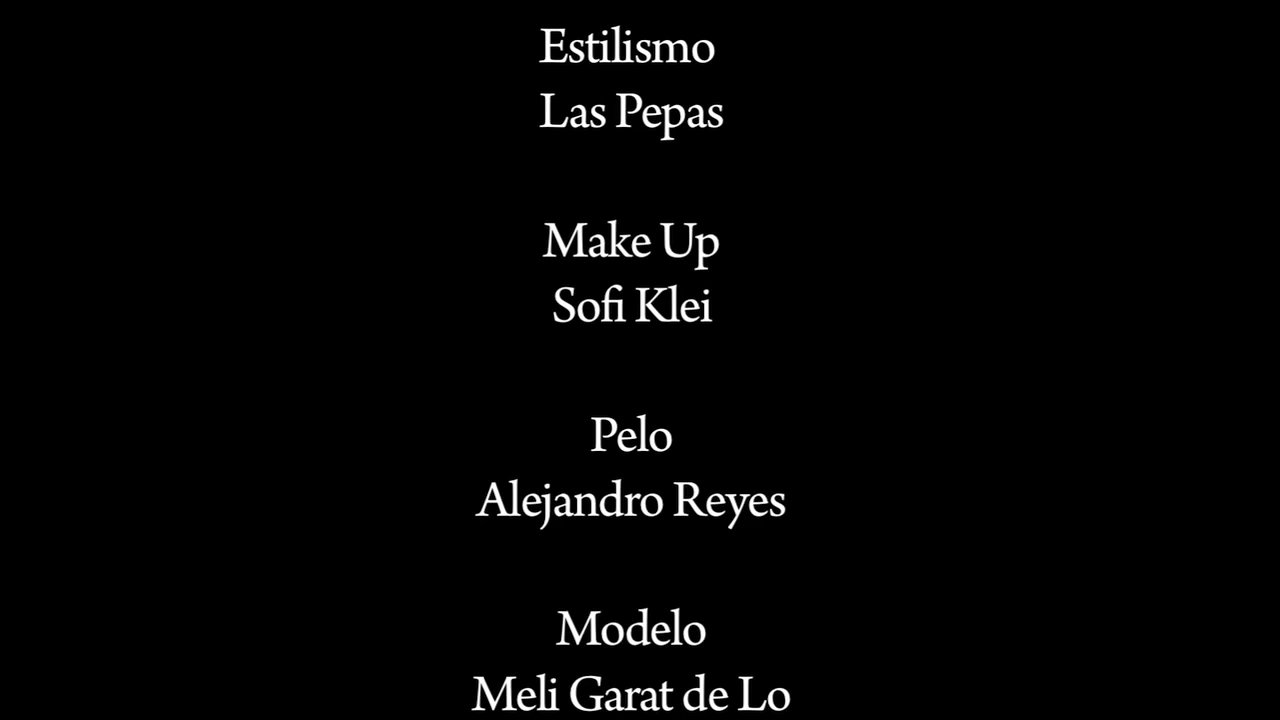 Estilismo
Las Pepas
Make Up
Sofi Klei
Pelo
Alejandro Reyes
Modelo
Meli Garat de Lo